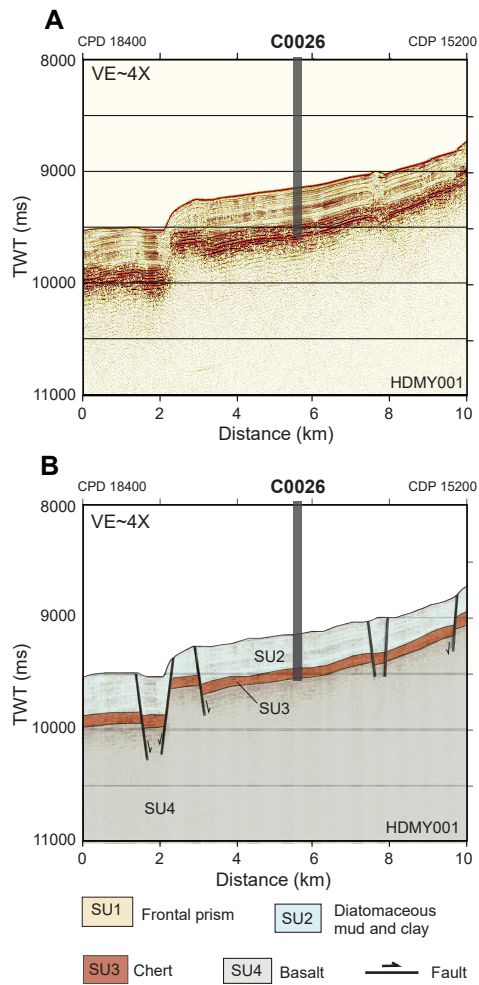 A
CPD 18400
C0026
CDP 15200
VE~4X
8000
9000
10000
11000
TWT (ms)
HDMY001
0
2
4
6
8
10
Distance (km)
B
CPD 18400
C0026
CDP 15200
VE~4X
8000
9000
10000
11000
TWT (ms)
SU2
SU3
SU4
HDMY001
0
2
4
6
8
10
Distance (km)
SU1
Frontal prism
SU2
Diatomaceous
mud and clay
SU3
Chert
SU4
Basalt
Fault